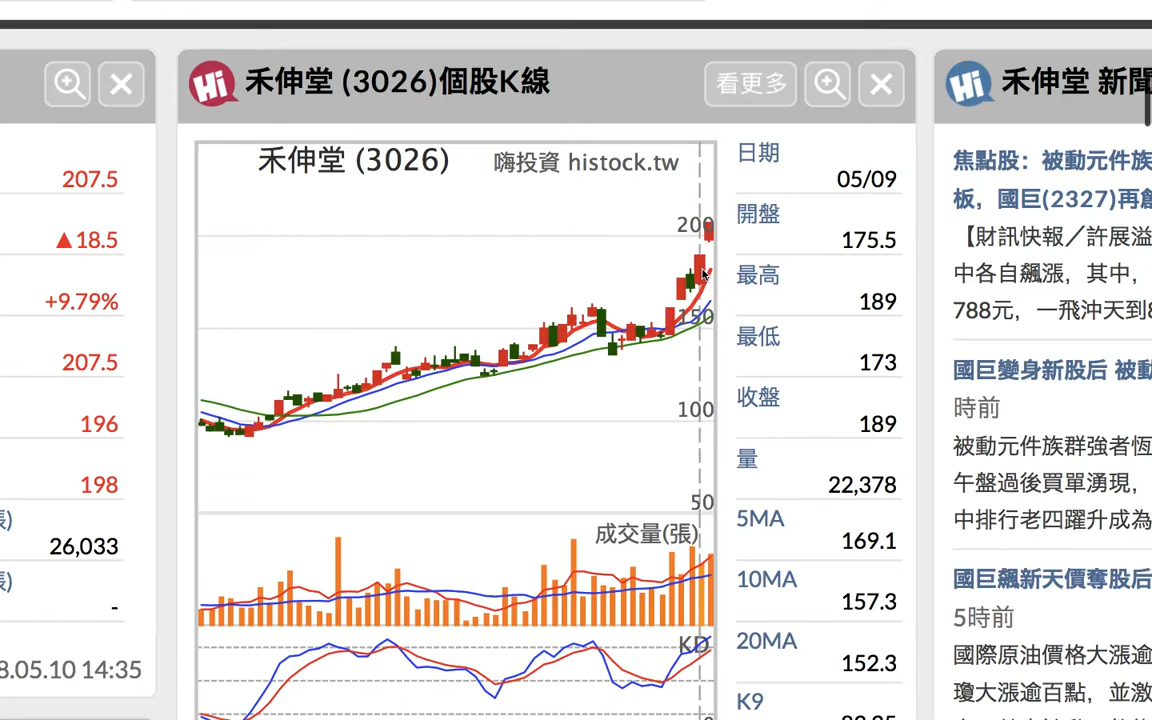 207.5
▲18.5
+9.79%
207.5
196
198
26,033
-
8.05.10 14:35
Hi 禾伸堂 (3026)個股K線
看更多
禾伸堂 (3026) 嗨投資 histock.tw
200
150
100
50
成交量(張)
KD
日期
05/09
開盤
175.5
最高
189
最低
173
收盤
189
量
22,378
5MA
169.1
10MA
157.3
20MA
152.3
K9
Hi 禾伸堂 新聞
焦點股：被動元件族
板，國巨(2327)再創
【財訊快報／許展溢
中各自飆漲，其中，
788元，一飛沖天到8
國巨變身新股后 被動
時前
被動元件族群強者恆
午盤過後買單湧現，
中排行老四躍升成為
國巨飆新天價奪股后
5時前
國際原油價格大漲逾
瓊大漲逾百點，並激